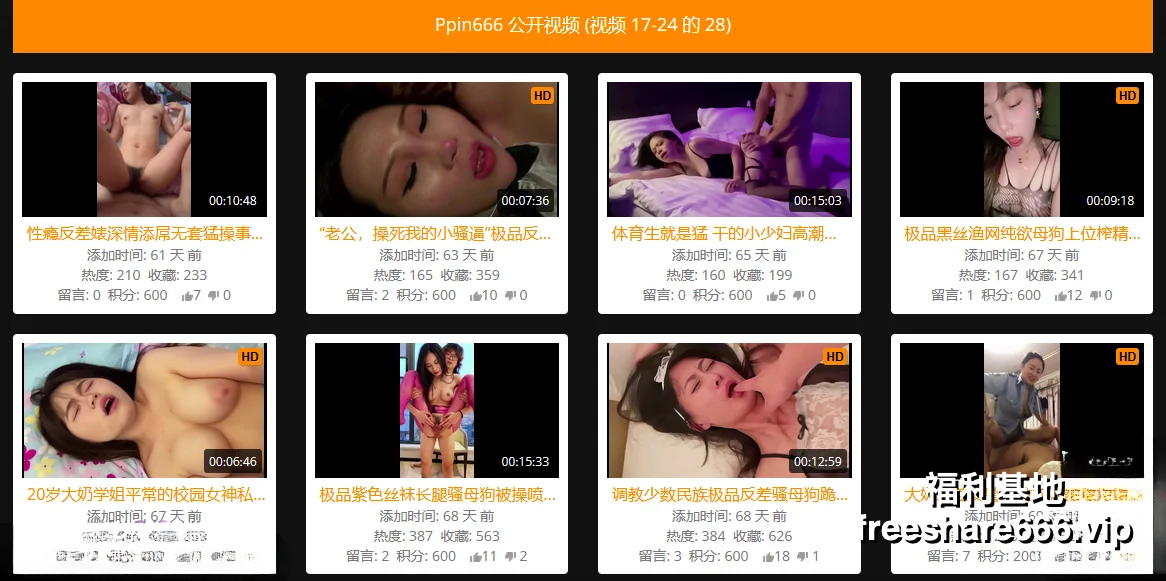 Ppin666 公开视频 (视频 17-24 的 28)
00:10:48
性瘾反差婊深情添屌无套猛操事...
添加时间: 61 天 前
热度: 210 收藏: 233
留言: 0 积分: 600 7 0
HD
00:07:36
“老公，操死我的小骚逼”极品反...
添加时间: 63 天 前
热度: 165 收藏: 359
留言: 2 积分: 600 10 0
00:15:03
体育生就是猛 干的小少妇高潮...
添加时间: 65 天 前
热度: 160 收藏: 199
留言: 0 积分: 600 5 0
HD
00:09:18
极品黑丝渔网纯欲母狗上位榨精...
添加时间: 67 天 前
热度: 167 收藏: 341
留言: 1 积分: 600 12 0
HD
00:06:46
20岁大奶学姐平常的校园女神私...
添加时间: 67 天 前
00:15:33
极品紫色丝袜长腿骚母狗被操喷...
添加时间: 68 天 前
热度: 387 收藏: 563
留言: 2 积分: 600 11 2
HD
00:12:59
调教少数民族极品反差骚母狗跪...
添加时间: 68 天 前
热度: 384 收藏: 626
留言: 3 积分: 600 18 1
HD
福利基地
freeshare666.vip
留言: 7 积分: